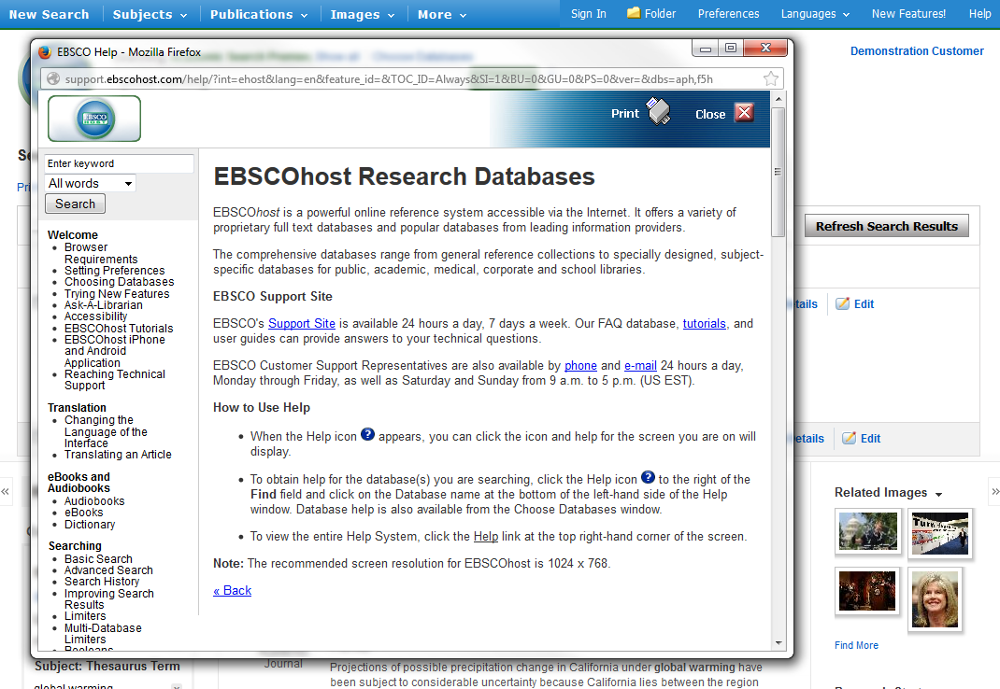 New Search Subjects Publications Images More Sign In Folder Preferences Languages New Features! Help
Demonstration Customer
EBSCO Help - Mozilla Firefox
support.ebscohost.com/help/?int=ehost&lang=en&feature_id=&TOC_ID=Always&SI=1&BU=0&GU=0&PS=0&ver=&dbs=aph,f5h
EBSCO
HOST
Print Close
Enter keyword
All words
Search
Welcome
Browser
Requirements
Setting Preferences
Choosing Databases
Trying New Features
Ask-A-Librarian
Accessibility
EBSCOhost Tutorials
EBSCOhost iPhone
and Android
Application
Reaching Technical
Support
Translation
Changing the
Language of the
Interface
Translating an Article
eBooks and
Audiobooks
Audiobooks
eBooks
Dictionary
Searching
Basic Search
Advanced Search
Search History
Improving Search
Results
Limiters
Multi-Database
Limiters
Booleans
EBSCOhost Research Databases
EBSCOhost is a powerful online reference system accessible via the Internet. It offers a variety of
proprietary full text databases and popular databases from leading information providers.
The comprehensive databases range from general reference collections to specially designed, subject-
specific databases for public, academic, medical, corporate and school libraries.
EBSCO Support Site
EBSCO's Support Site is available 24 hours a day, 7 days a week. Our FAQ database, tutorials, and
user guides can provide answers to your technical questions.
EBSCO Customer Support Representatives are also available by phone and e-mail 24 hours a day,
Monday through Friday, as well as Saturday and Sunday from 9 a.m. to 5 p.m. (US EST).
How to Use Help
When the Help icon ? appears, you can click the icon and help for the screen you are on will
display.
To obtain help for the database(s) you are searching, click the Help icon ? to the right of the
Find field and click on the Database name at the bottom of the left-hand side of the Help
window. Database help is also available from the Choose Databases window.
To view the entire Help System, click the Help link at the top right-hand corner of the screen.
Note: The recommended screen resolution for EBSCOhost is 1024 x 768.
« Back
Refresh Search Results
Edit
Edit
Related Images
Find More
Subject: Thesaurus Term
global warming
Journal
Projections of possible precipitation change in California under global warming have
been subject to considerable uncertainty because California lies between the region